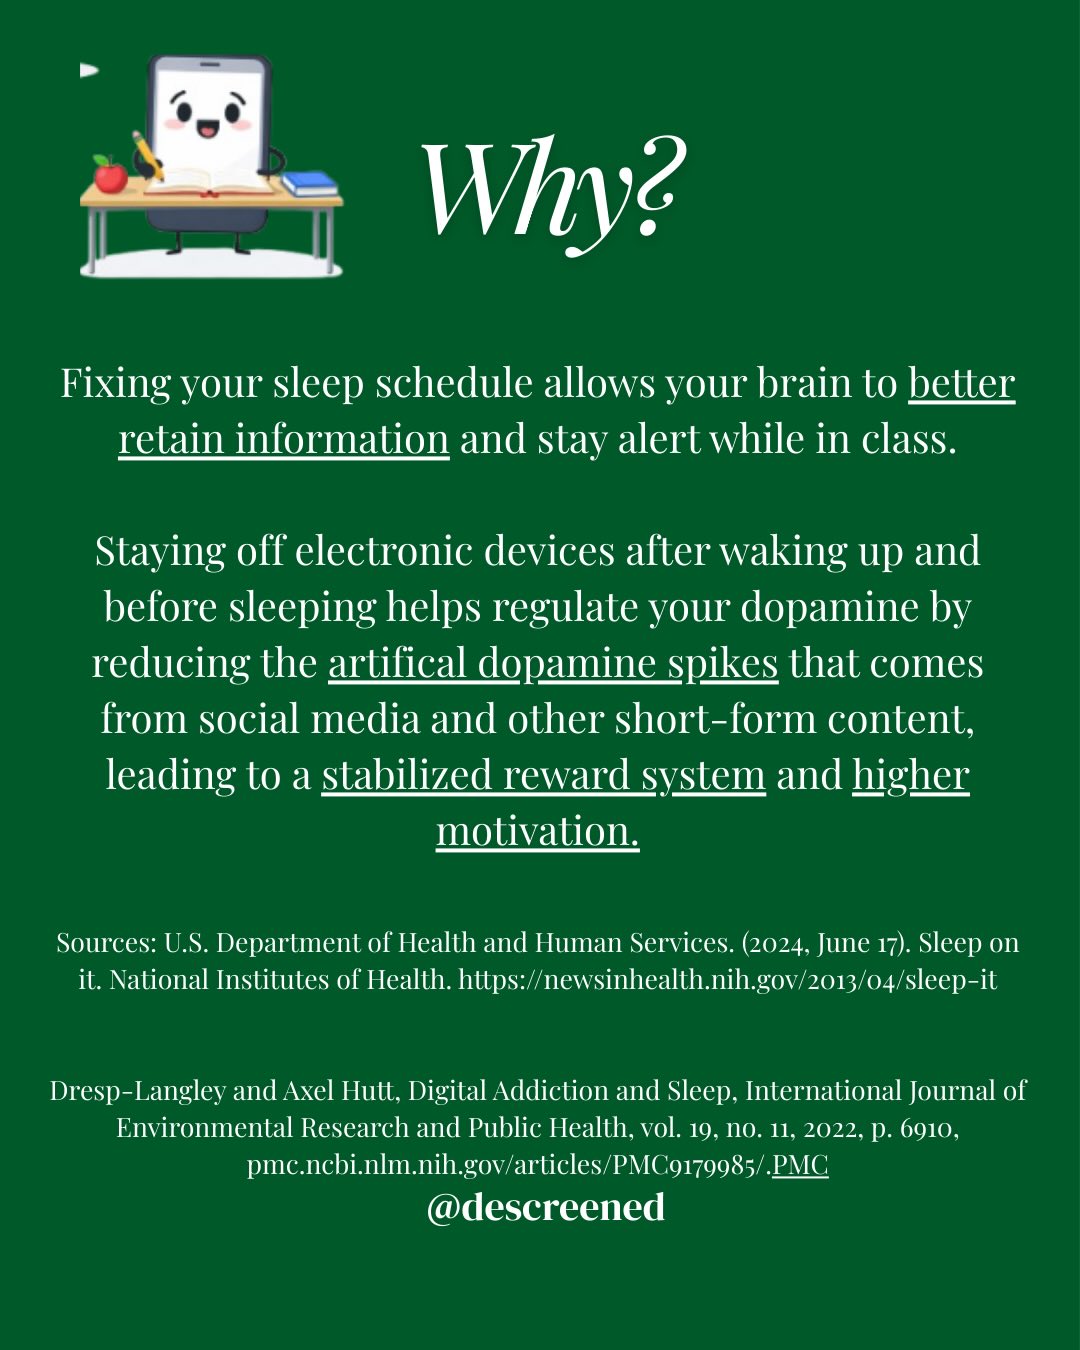 Why?
Fixing your sleep schedule allows your brain to better
retain information and stay alert while in class.
Staying off electronic devices after waking up and
before sleeping helps regulate your dopamine by
reducing the artifical dopamine spikes that comes
from social media and other short-form content,
leading to a stabilized reward system and higher
motivation.
Sources: U.S. Department of Health and Human Services. (2024, June 17). Sleep on
it. National Institutes of Health. https://newsinhealth.nih.gov/2013/04/sleep-it
Dresp-Langley and Axel Hutt, Digital Addiction and Sleep, International Journal of
Environmental Research and Public Health, vol. 19, no. 11, 2022, p. 6910,
pmc.ncbi.nlm.nih.gov/articles/PMC9179985/.PMC
@descreened